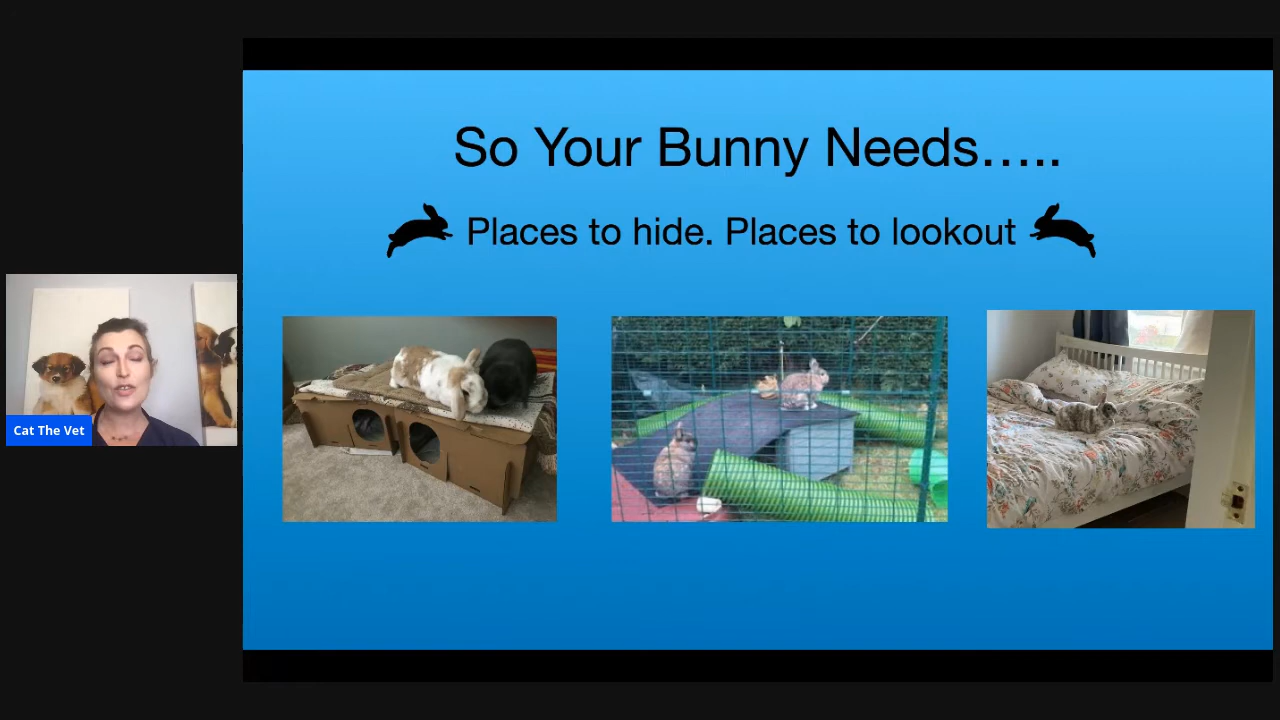 So Your Bunny Needs.....
Places to hide. Places to lookout
Cat The Vet